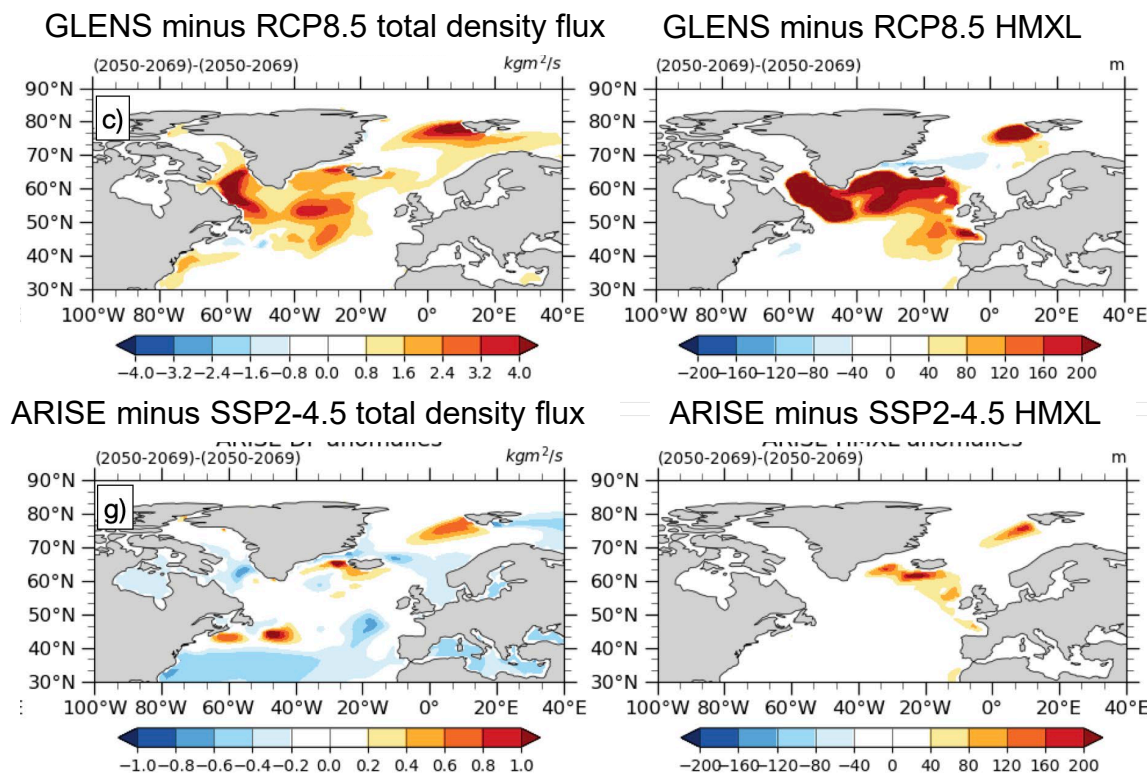 GLENS minus RCP8.5 total density flux
GLENS minus RCP8.5 HMXL
(2050-2069)-(2050-2069) kgm²/s
(2050-2069)-(2050-2069) m
c)
90°N
80°N
70°N
60°N
50°N
40°N
30°N
100°W 80°W 60°W 40°W 20°W 0° 20°E 40°E
−4.0−3.2−2.4−1.6−0.8 0.0 0.8 1.6 2.4 3.2 4.0
90°N
80°N
70°N
60°N
50°N
40°N
30°N
100°W 80°W 60°W 40°W 20°W 0° 20°E 40°E
−200−160−120−80 −40 0 40 80 120 160 200
ARISE minus SSP2-4.5 total density flux
ARISE minus SSP2-4.5 HMXL
ARISE DF anomalies
ARISE HMXL anomalies
(2050-2069)-(2050-2069) kgm²/s
(2050-2069)-(2050-2069) m
g)
90°N
80°N
70°N
60°N
50°N
40°N
30°N
100°W 80°W 60°W 40°W 20°W 0° 20°E 40°E
−1.0−0.8−0.6−0.4−0.2 0.0 0.2 0.4 0.6 0.8 1.0
90°N
80°N
70°N
60°N
50°N
40°N
30°N
100°W 80°W 60°W 40°W 20°W 0° 20°E 40°E
−200−160−120−80 −40 0 40 80 120 160 200